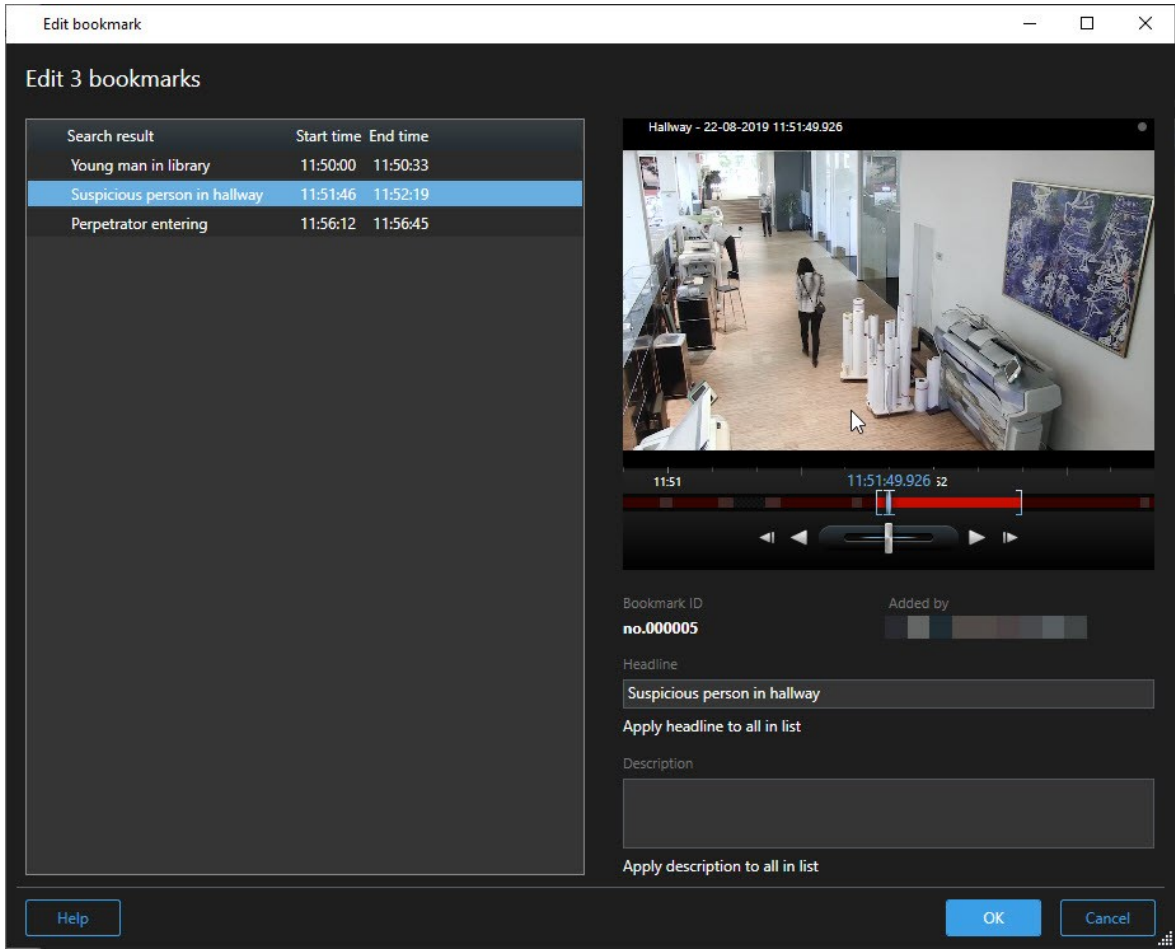 Edit bookmark
Edit 3 bookmarks
Search result Start time End time
Young man in library 11:50:00 11:50:33
Suspicious person in hallway 11:51:46 11:52:19
Perpetrator entering 11:56:12 11:56:45
Hallway - 22-08-2019 11:51:49.926
11:51 11:51:49.926 52
Bookmark ID Added by
no.000005
Headline
Suspicious person in hallway
Apply headline to all in list
Description
Apply description to all in list
Help OK Cancel